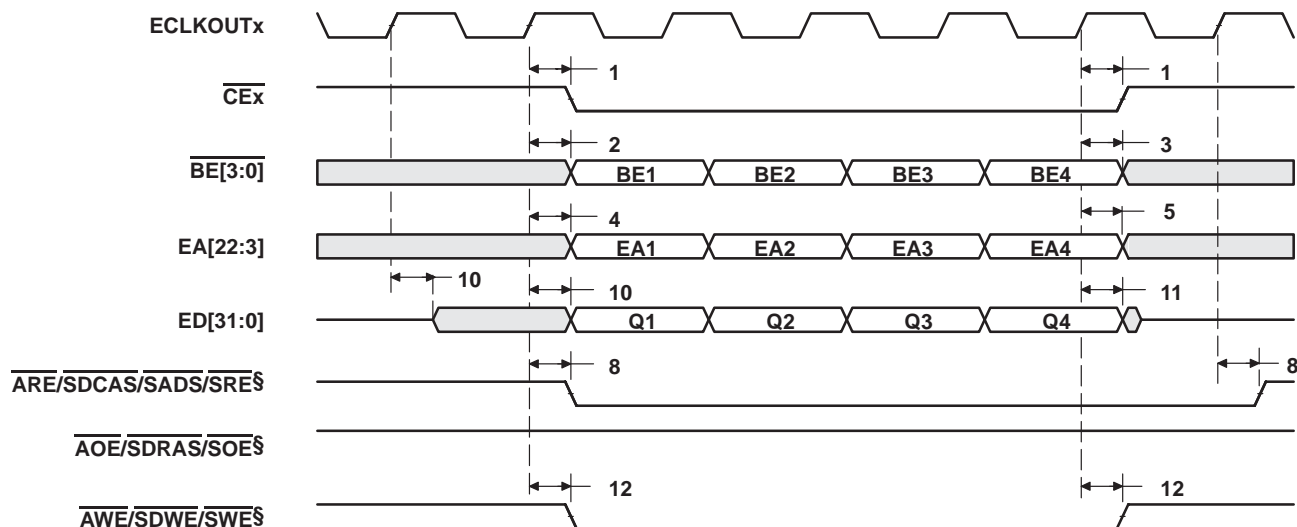 ECLKOUTx
1 1
CEx
2 3
BE[3:0] BE1 BE2 BE3 BE4
4 5
EA[22:3] EA1 EA2 EA3 EA4
10 10 11
ED[31:0] Q1 Q2 Q3 Q4
8 8
ARE/SDCAS/SADS/SRE§
AOE/SDRAS/SOE§
12 12
AWE/SDWE/SWE§